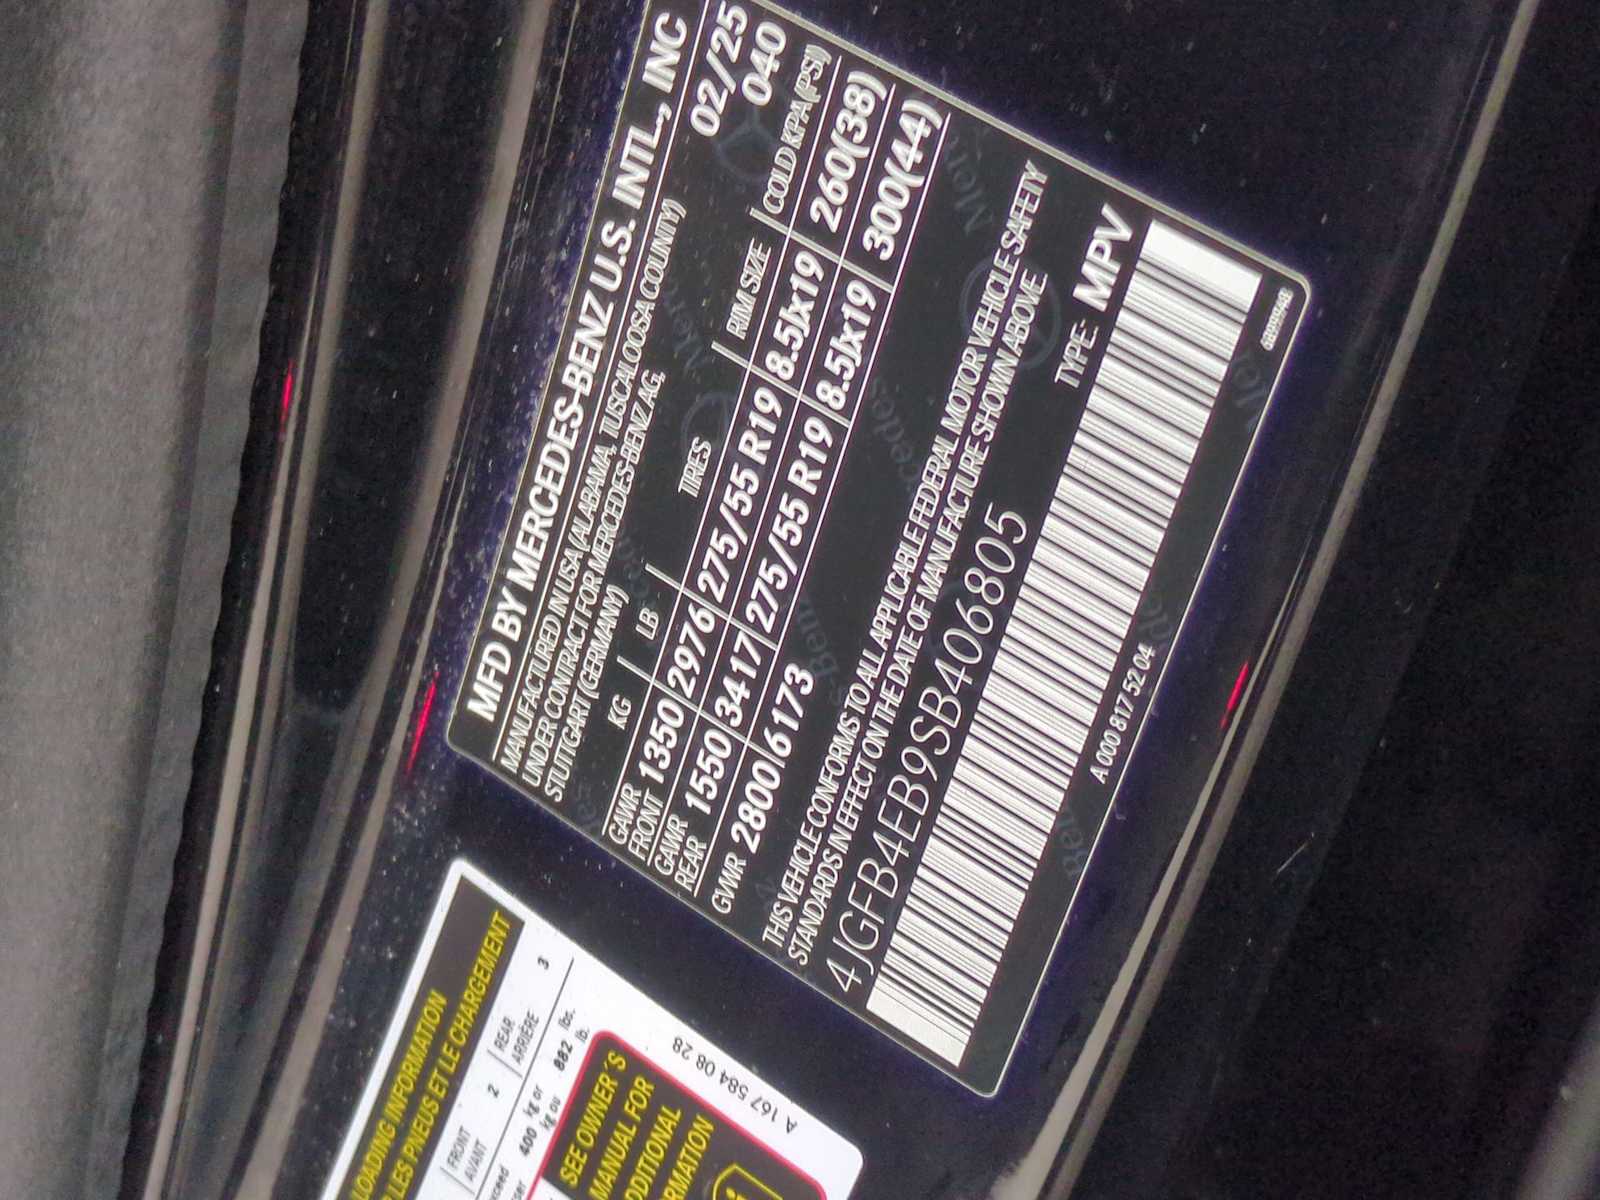 MFD BY MERCEDES-BENZ U.S. INTL., INC
MANUFACTURED IN USA (ALABAMA, TUSCALOOSA COUNTY)
UNDER CONTRACT FOR MERCEDES-BENZ AG,
STUTTGART (GERMANY)
02/25
040
KG LB TIRES RIM SIZE COLD KPA(PSI)
GAWR FRONT 1350 2976 275/55 R19 8.5Jx19 260(38)
GAWR REAR 1550 3417 275/55 R19 8.5Jx19 300(44)
GVWR 2800 6173
THIS VEHICLE CONFORMS TO ALL APPLICABLE FEDERAL MOTOR VEHICLE SAFETY
STANDARDS IN EFFECT ON THE DATE OF MANUFACTURE SHOWN ABOVE
4JGFB4EB9SB406805 TYPE: MPV
A 000 817 52 04
LOADING INFORMATION
LES PNEUS ET LE CHARGEMENT
FRONT 2 REAR 3
AVANT ARRIÈRE
400 kg or 882 lbs.
kg ou lb.
SEE OWNER'S
MANUAL FOR
A 167 584 08 28